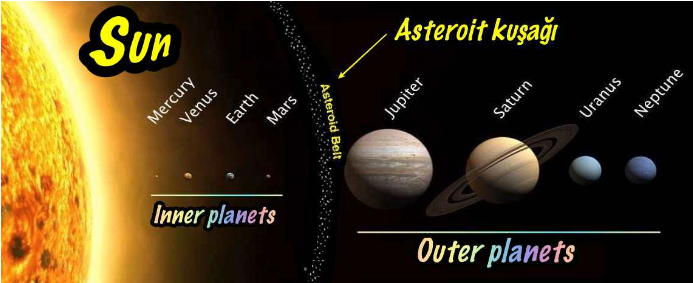 Sun
Asteroit kuşağı
Mercury
Venus
Earth
Mars
Asteroid Belt
Jupiter
Saturn
Uranus
Neptune
Inner planets
Outer planets